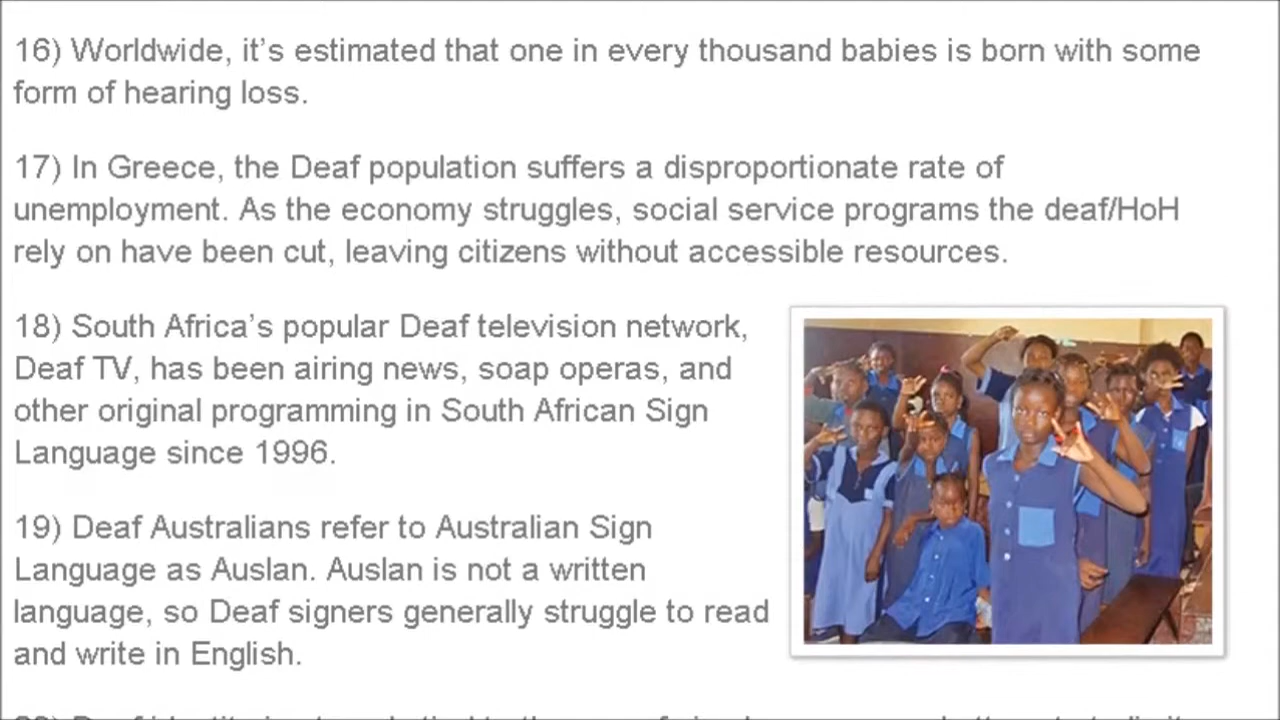 16) Worldwide, it’s estimated that one in every thousand babies is born with some
form of hearing loss.
17) In Greece, the Deaf population suffers a disproportionate rate of
unemployment. As the economy struggles, social service programs the deaf/HoH
rely on have been cut, leaving citizens without accessible resources.
18) South Africa’s popular Deaf television network,
Deaf TV, has been airing news, soap operas, and
other original programming in South African Sign
Language since 1996.
19) Deaf Australians refer to Australian Sign
Language as Auslan. Auslan is not a written
language, so Deaf signers generally struggle to read
and write in English.